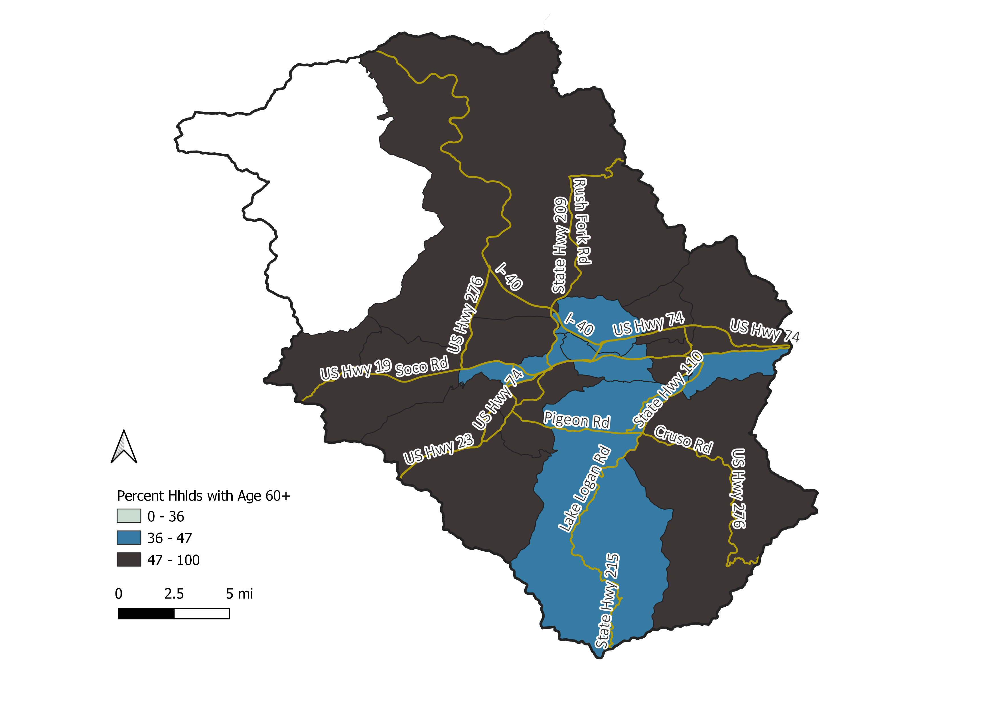 Rush Fork Rd
State Hwy 209
I- 40
US Hwy 276
I- 40
US Hwy 74
US Hwy 74
US Hwy 19
Soco Rd
State Hwy 110
US Hwy 74
Pigeon Rd
Cruso Rd
US Hwy 23
US Hwy 276
Lake Logan Rd
State Hwy 215
Percent Hhlds with Age 60+
0 - 36
36 - 47
47 - 100
0 2.5 5 mi